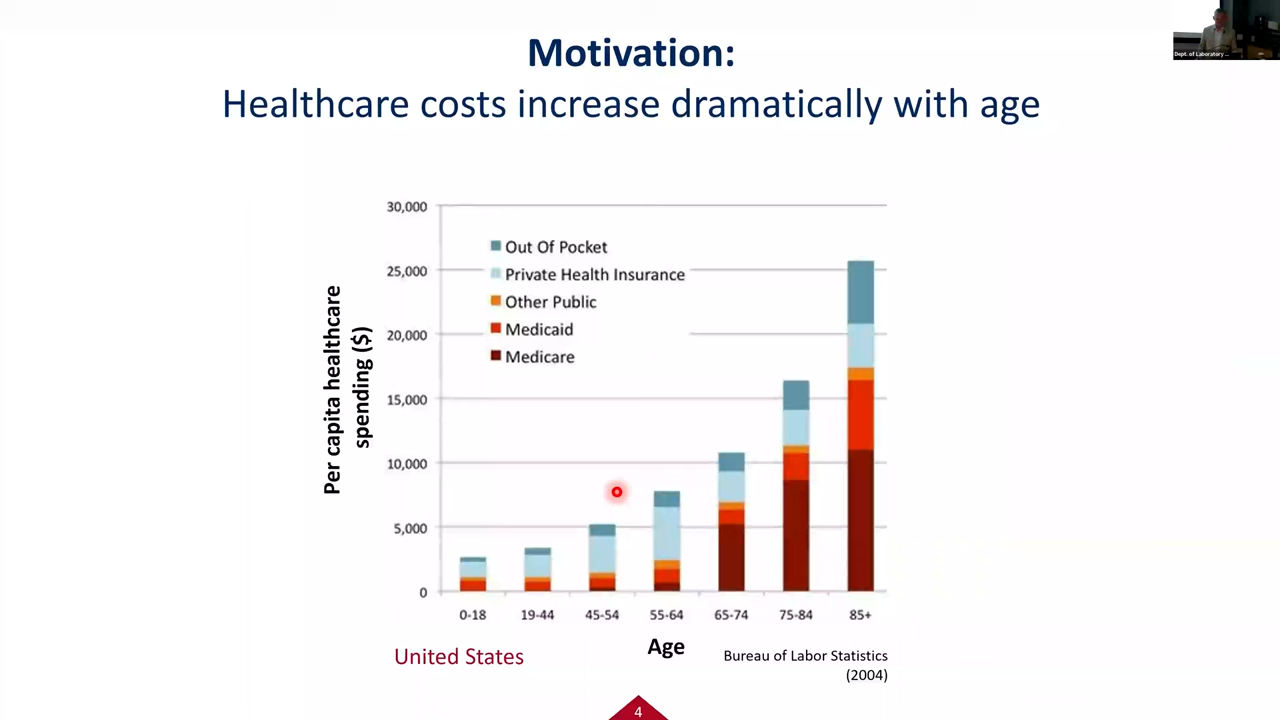 Dept. of Laboratory ...
Motivation:
Healthcare costs increase dramatically with age
Per capita healthcare
spending ($)
30,000
25,000
20,000
15,000
10,000
5,000
0
Out Of Pocket
Private Health Insurance
Other Public
Medicaid
Medicare
0-18
19-44
45-54
55-64
65-74
75-84
85+
Age
United States
Bureau of Labor Statistics
(2004)
4